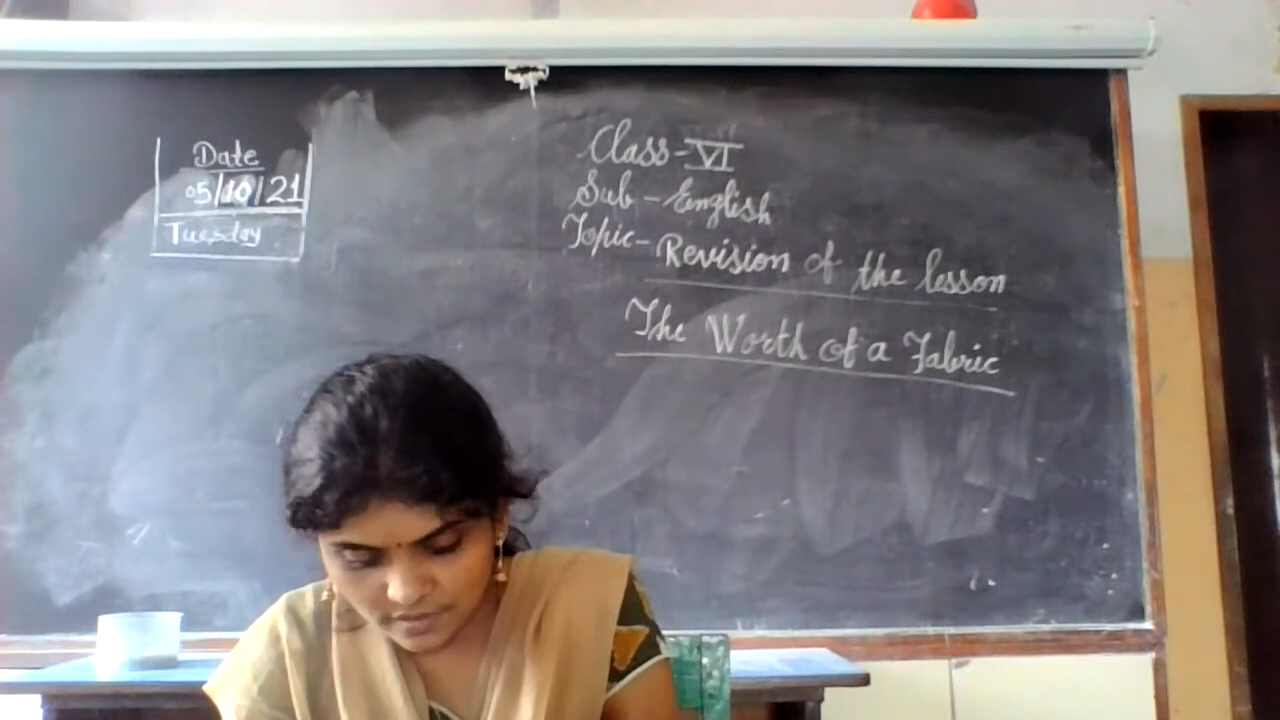 Date
05/10/21
Tuesday
Class-VI
Sub-English
Topic-Revision of the lesson
The Worth of a Fabric